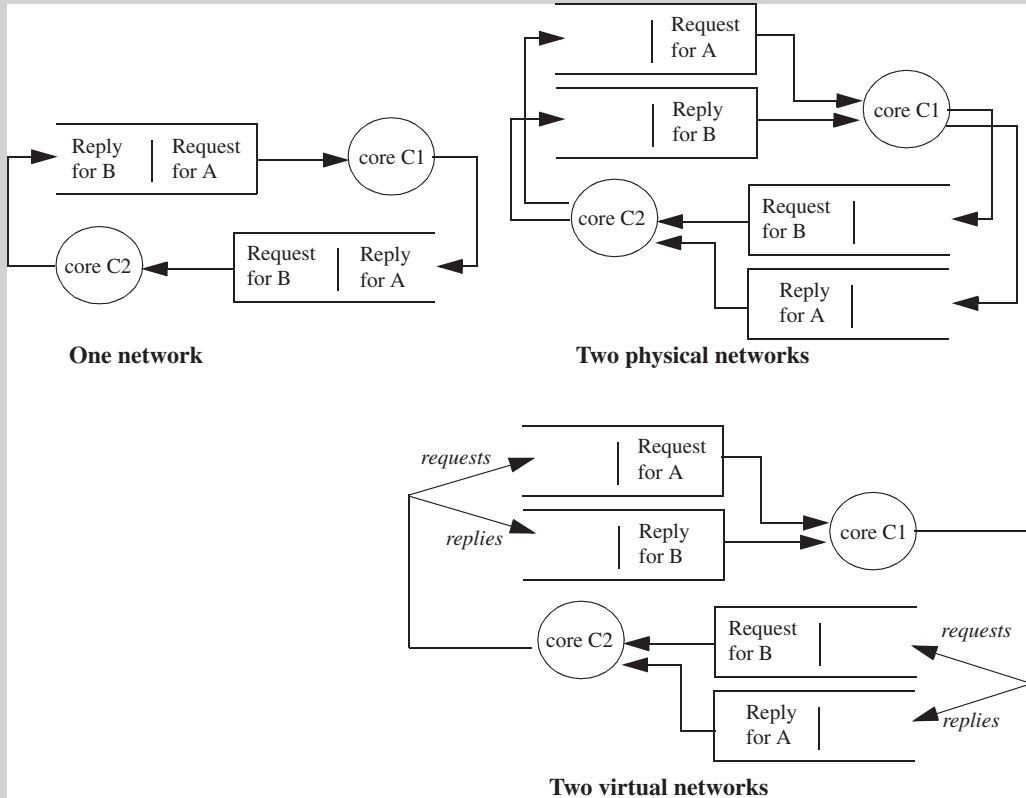 Request
for A
Reply
for B
core C1
core C2
Request
for B
Reply
for A
Two physical networks
Reply
for B
Request
for A
core C1
core C2
Request
for B
Reply
for A
One network
requests
replies
Request
for A
Reply
for B
core C1
core C2
Request
for B
Reply
for A
requests
replies
Two virtual networks